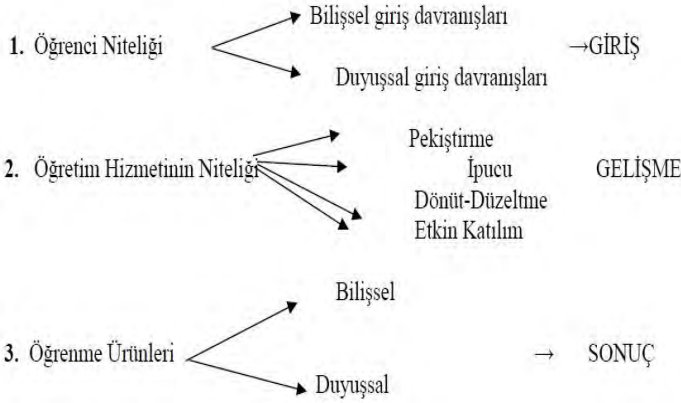 Bilişsel giriş davranışları
1. Öğrenci Niteliği →GİRİŞ
Duyuşsal giriş davranışları
Pekiştirme
2. Öğretim Hizmetinin Niteliği İpucu GELİŞME
Dönüt-Düzeltme
Etkin Katılım
Bilişsel
3. Öğrenme Ürünleri → SONUÇ
Duyuşsal